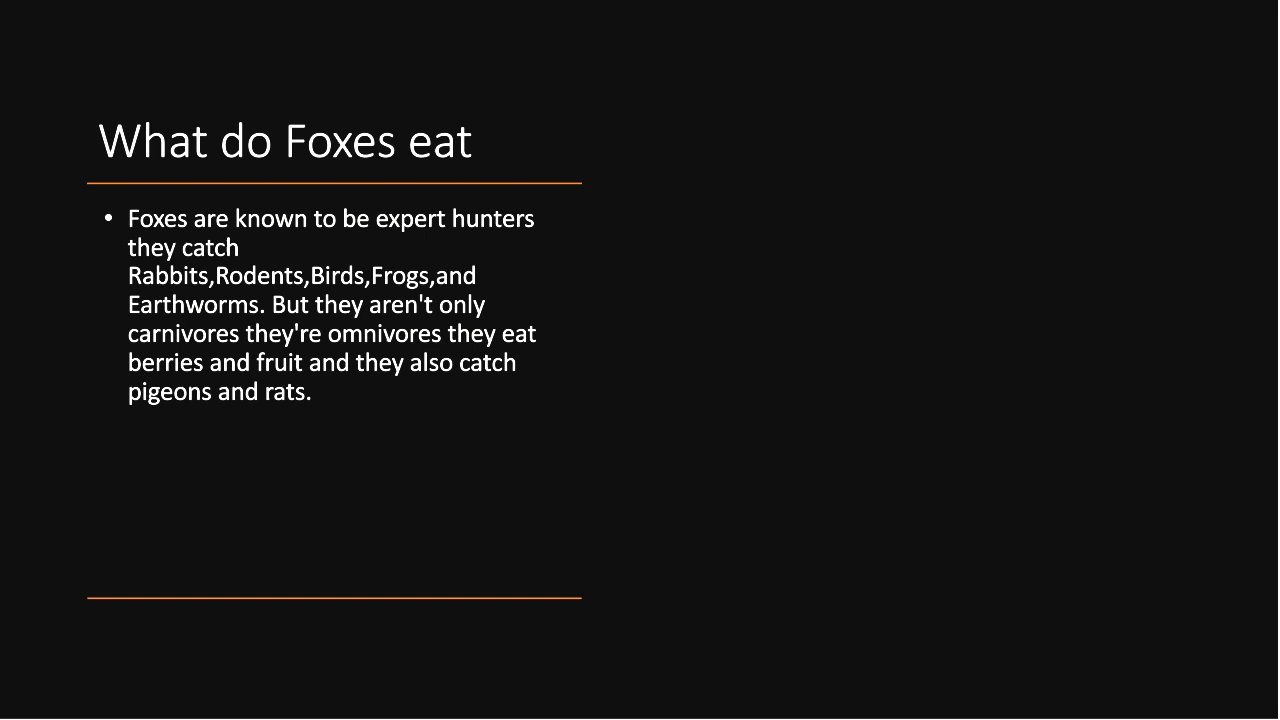 What do Foxes eat
• Foxes are known to be expert hunters
they catch
Rabbits,Rodents,Birds,Frogs,and
Earthworms. But they aren't only
carnivores they're omnivores they eat
berries and fruit and they also catch
pigeons and rats.